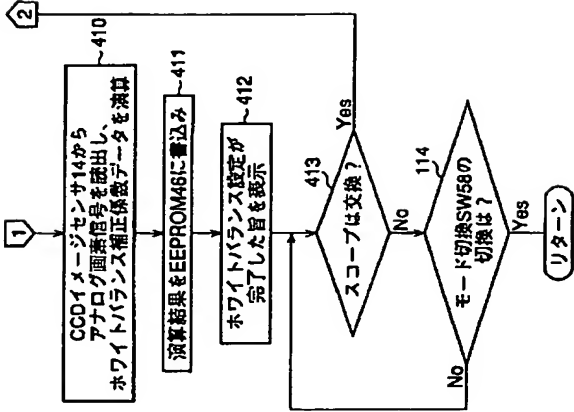 1
2
CCDイメージセンサ14から
アナログ画素信号を読出し、
ホワイトバランス補正係数データを演算
410
演算結果をEEPROM46に書込み
411
ホワイトバランス設定が
完了した旨を表示
412
スコープは交換？
413
Yes
No
モード切換SW58の
切換は？
114
No
Yes
リターン